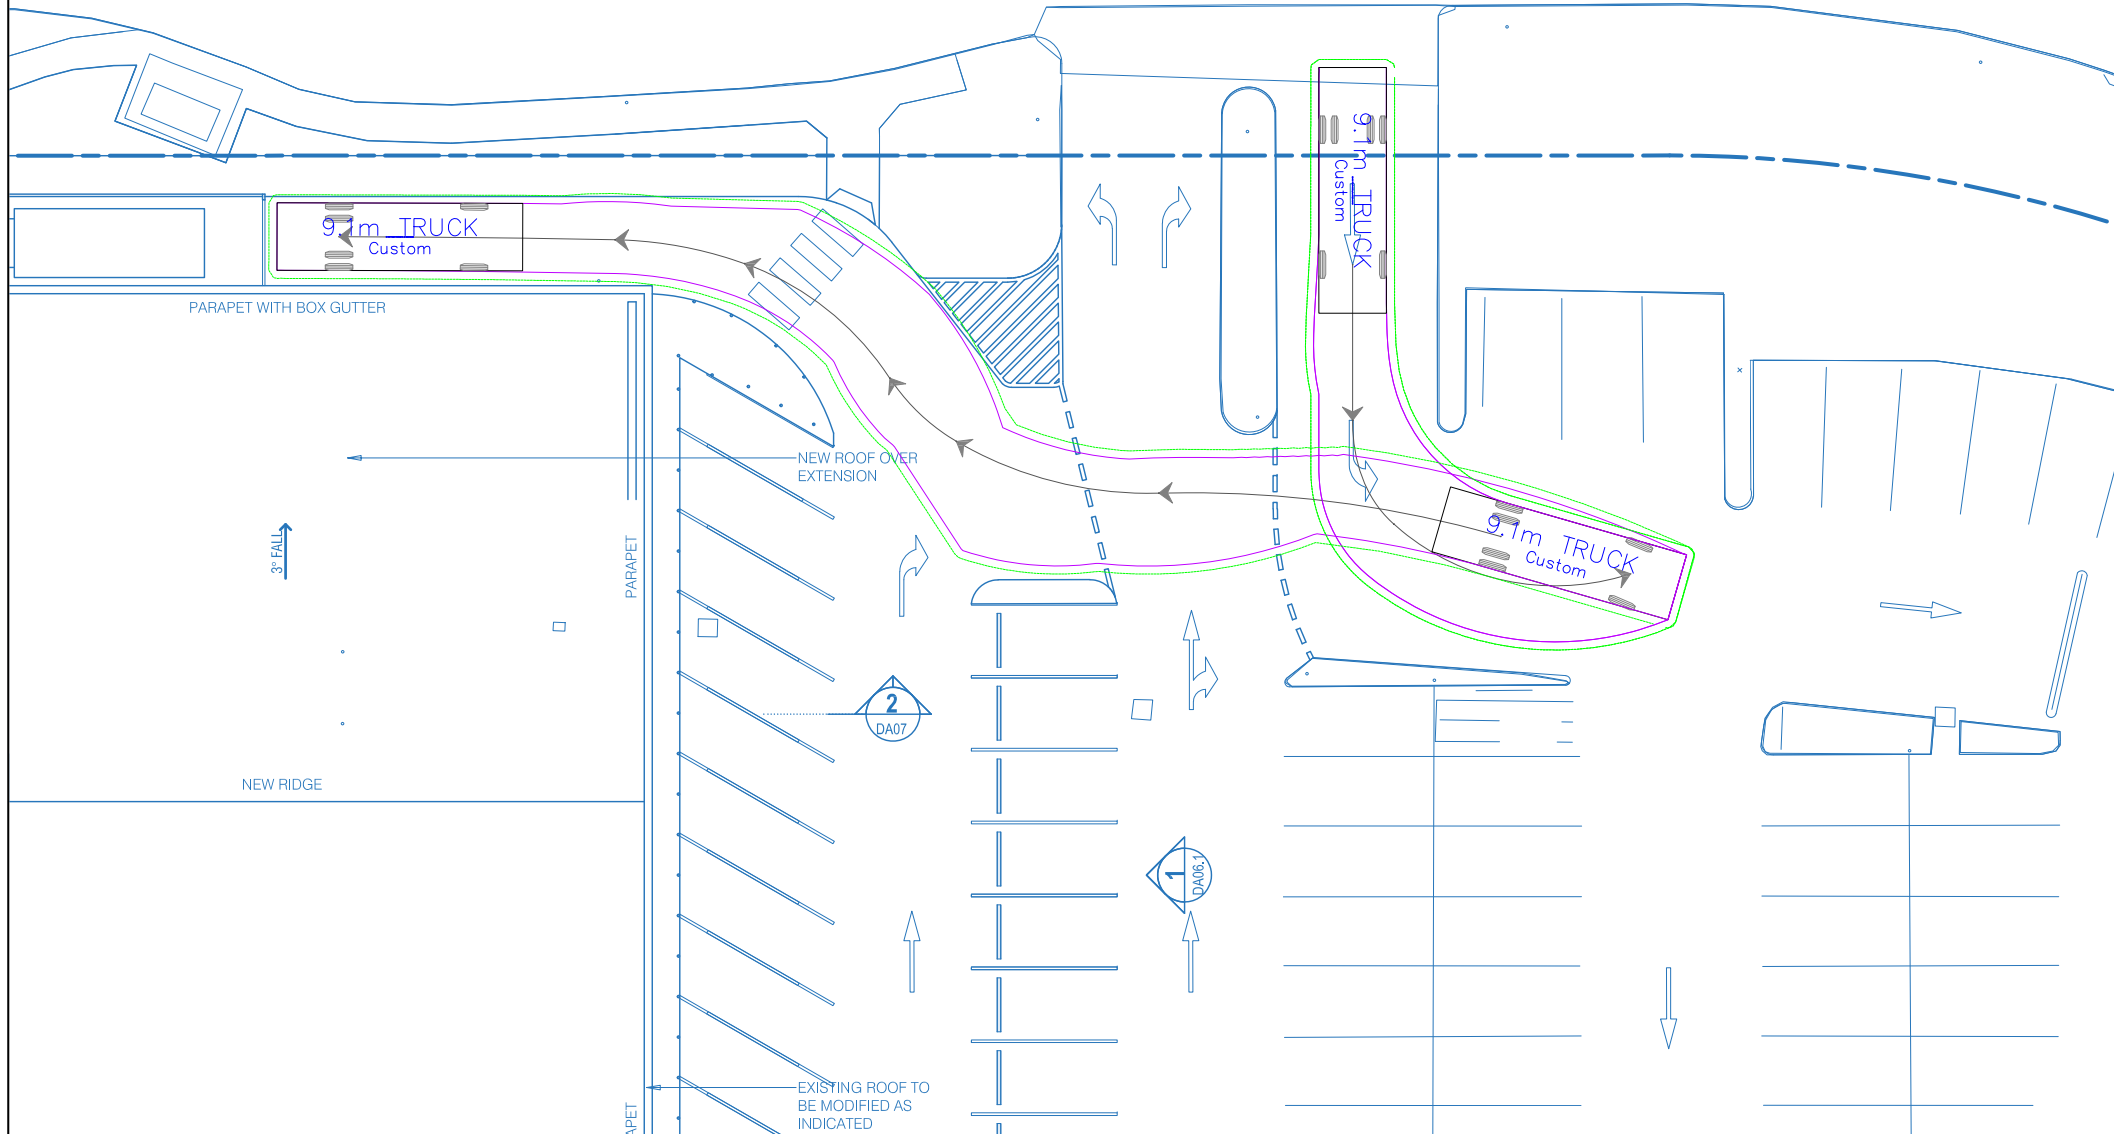 9.1m TRUCK
Custom
9.1m TRUCK
Custom
PARAPET WITH BOX GUTTER
NEW ROOF OVER
EXTENSION
3° FALL
PARAPET
9.1m TRUCK
Custom
2
DA07
NEW RIDGE
1
DA06.1
EXISTING ROOF TO
BE MODIFIED AS
INDICATED
APET